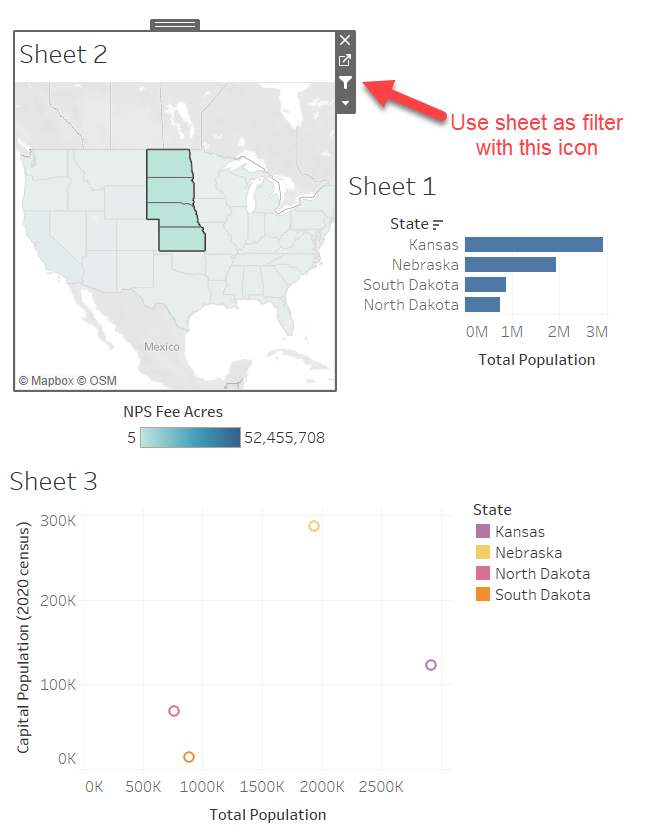 Sheet 2
Use sheet as filter
with this icon
Mexico
© Mapbox © OSM
NPS Fee Acres
5 52,455,708
Sheet 1
State
Kansas
Nebraska
South Dakota
North Dakota
0M 1M 2M 3M
Total Population
Sheet 3
Capital Population (2020 census)
300K
200K
100K
0K
0K 500K 1000K 1500K 2000K 2500K
Total Population
State
Kansas
Nebraska
North Dakota
South Dakota